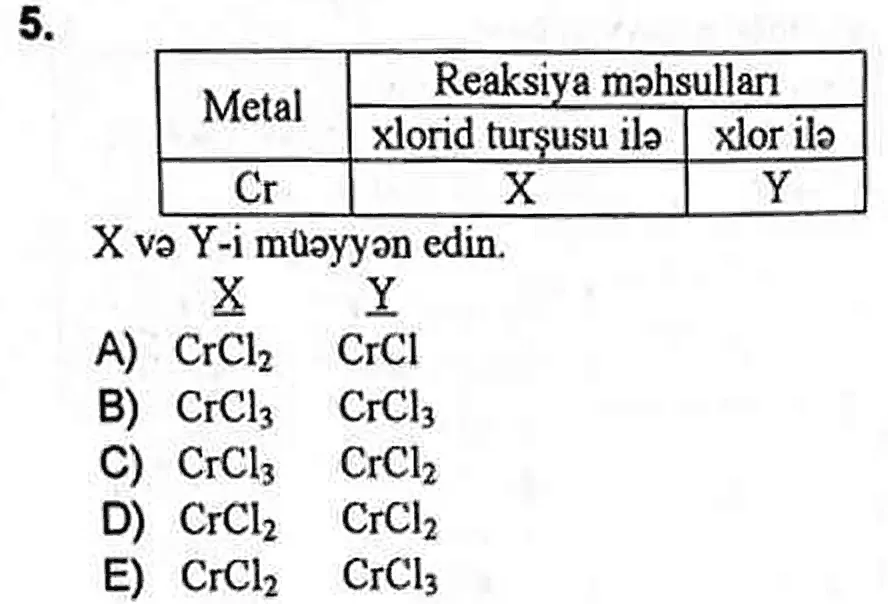 5.
Metal
Reaksiya məhsulları
xlorid turşusu ilə xlor ilə
Cr X Y
X və Y-i müəyyən edin.
X Y
A) CrCl₂ CrCl
B) CrCl₃ CrCl₃
C) CrCl₃ CrCl₂
D) CrCl₂ CrCl₂
E) CrCl₂ CrCl₃